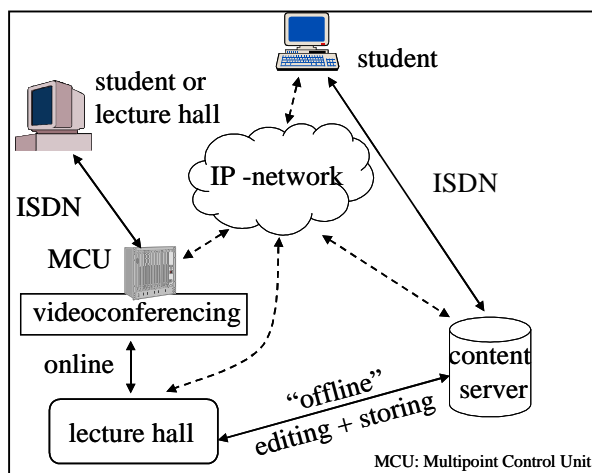 student
student or
lecture hall
IP -network
ISDN
ISDN
MCU
videoconferencing
online
content
server
"offline"
editing + storing
lecture hall
MCU: Multipoint Control Unit